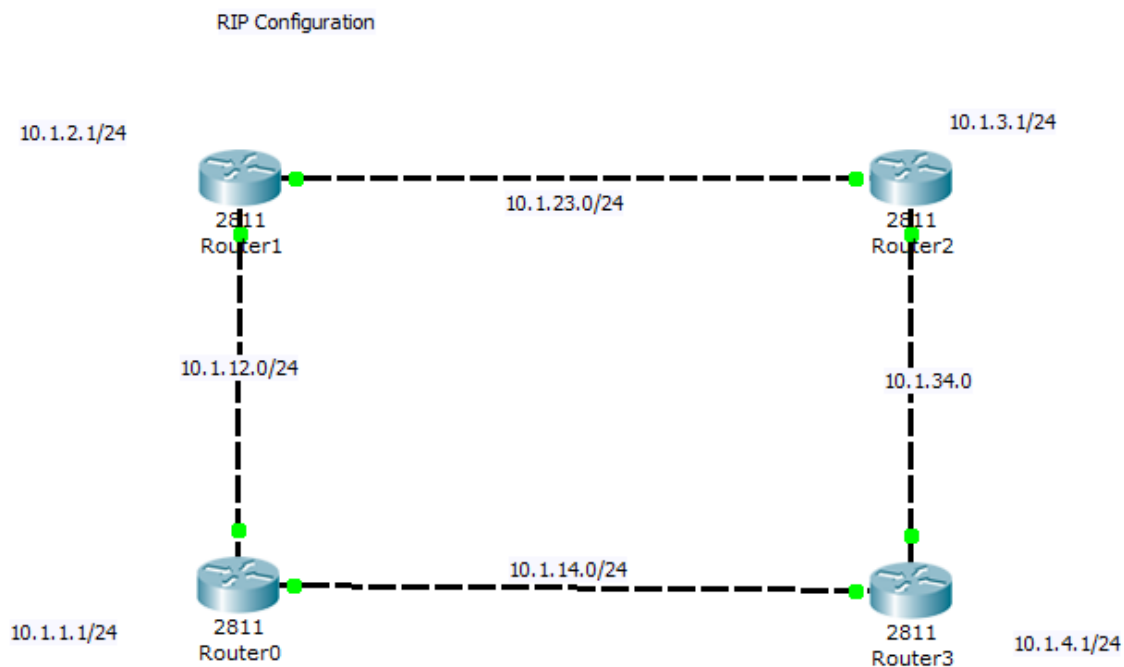 RIP Configuration
10.1.2.1/24
10.1.3.1/24
10.1.23.0/24
2811
Router1
2811
Router2
10.1.12.0/24
10.1.34.0
10.1.14.0/24
2811
Router0
2811
Router3
10.1.1.1/24
10.1.4.1/24